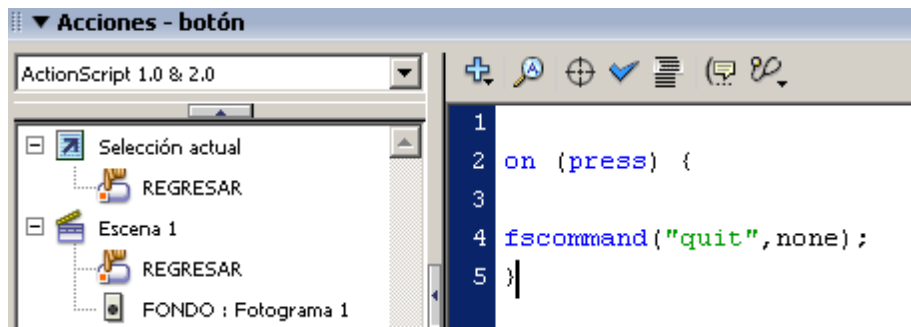 Acciones - botón
ActionScript 1.0 & 2.0
Selección actual
REGRESAR
Escena 1
REGRESAR
FONDO : Fotograma 1
1
2 on (press) {
3
4 fscommand("quit",none);
5 }